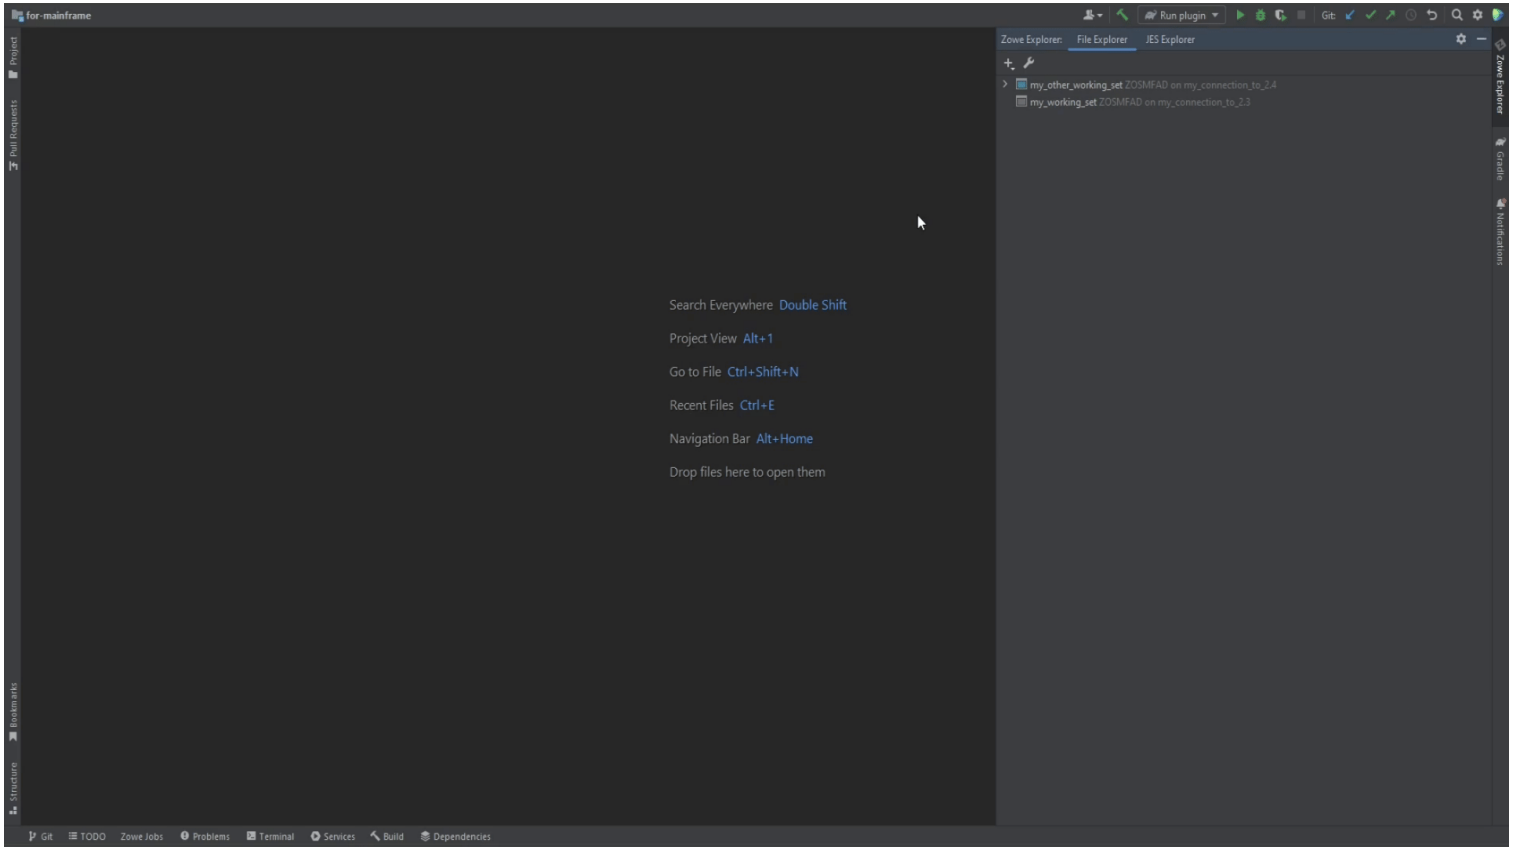 for-mainframe
Run plugin
Git:
Project
Pull Requests
Bookmarks
Structure
Search Everywhere Double Shift
Project View Alt+1
Go to File Ctrl+Shift+N
Recent Files Ctrl+E
Navigation Bar Alt+Home
Drop files here to open them
Zowe Explorer: File Explorer JES Explorer
my_other_working_set ZOSMFAD on my_connection_to_2.4
my_working_set ZOSMFAD on my_connection_to_2.3
Zowe Explorer
Gradle
Notifications
Git TODO Zowe Jobs Problems Terminal Services Build Dependencies